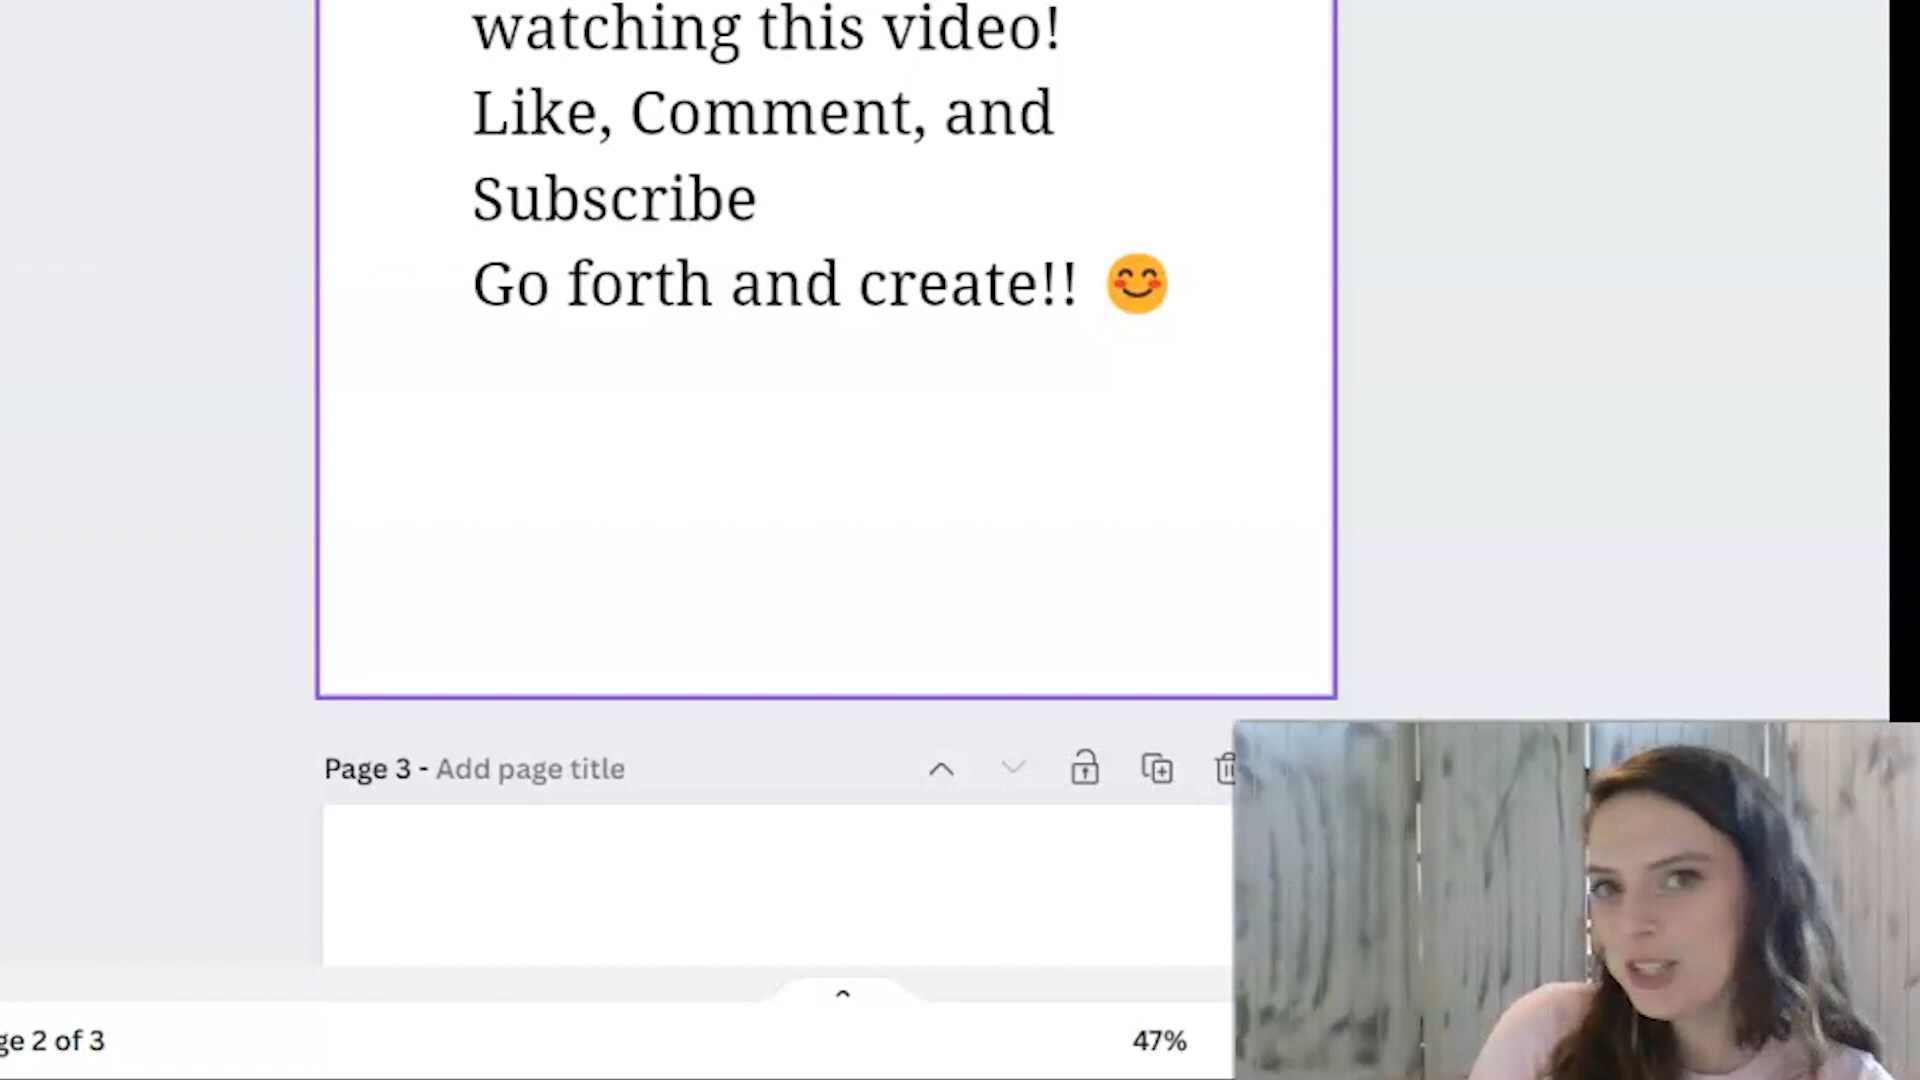 watching this video!
Like, Comment, and
Subscribe
Go forth and create!! 😊
Page 3 - Add page title
ge 2 of 3
47%